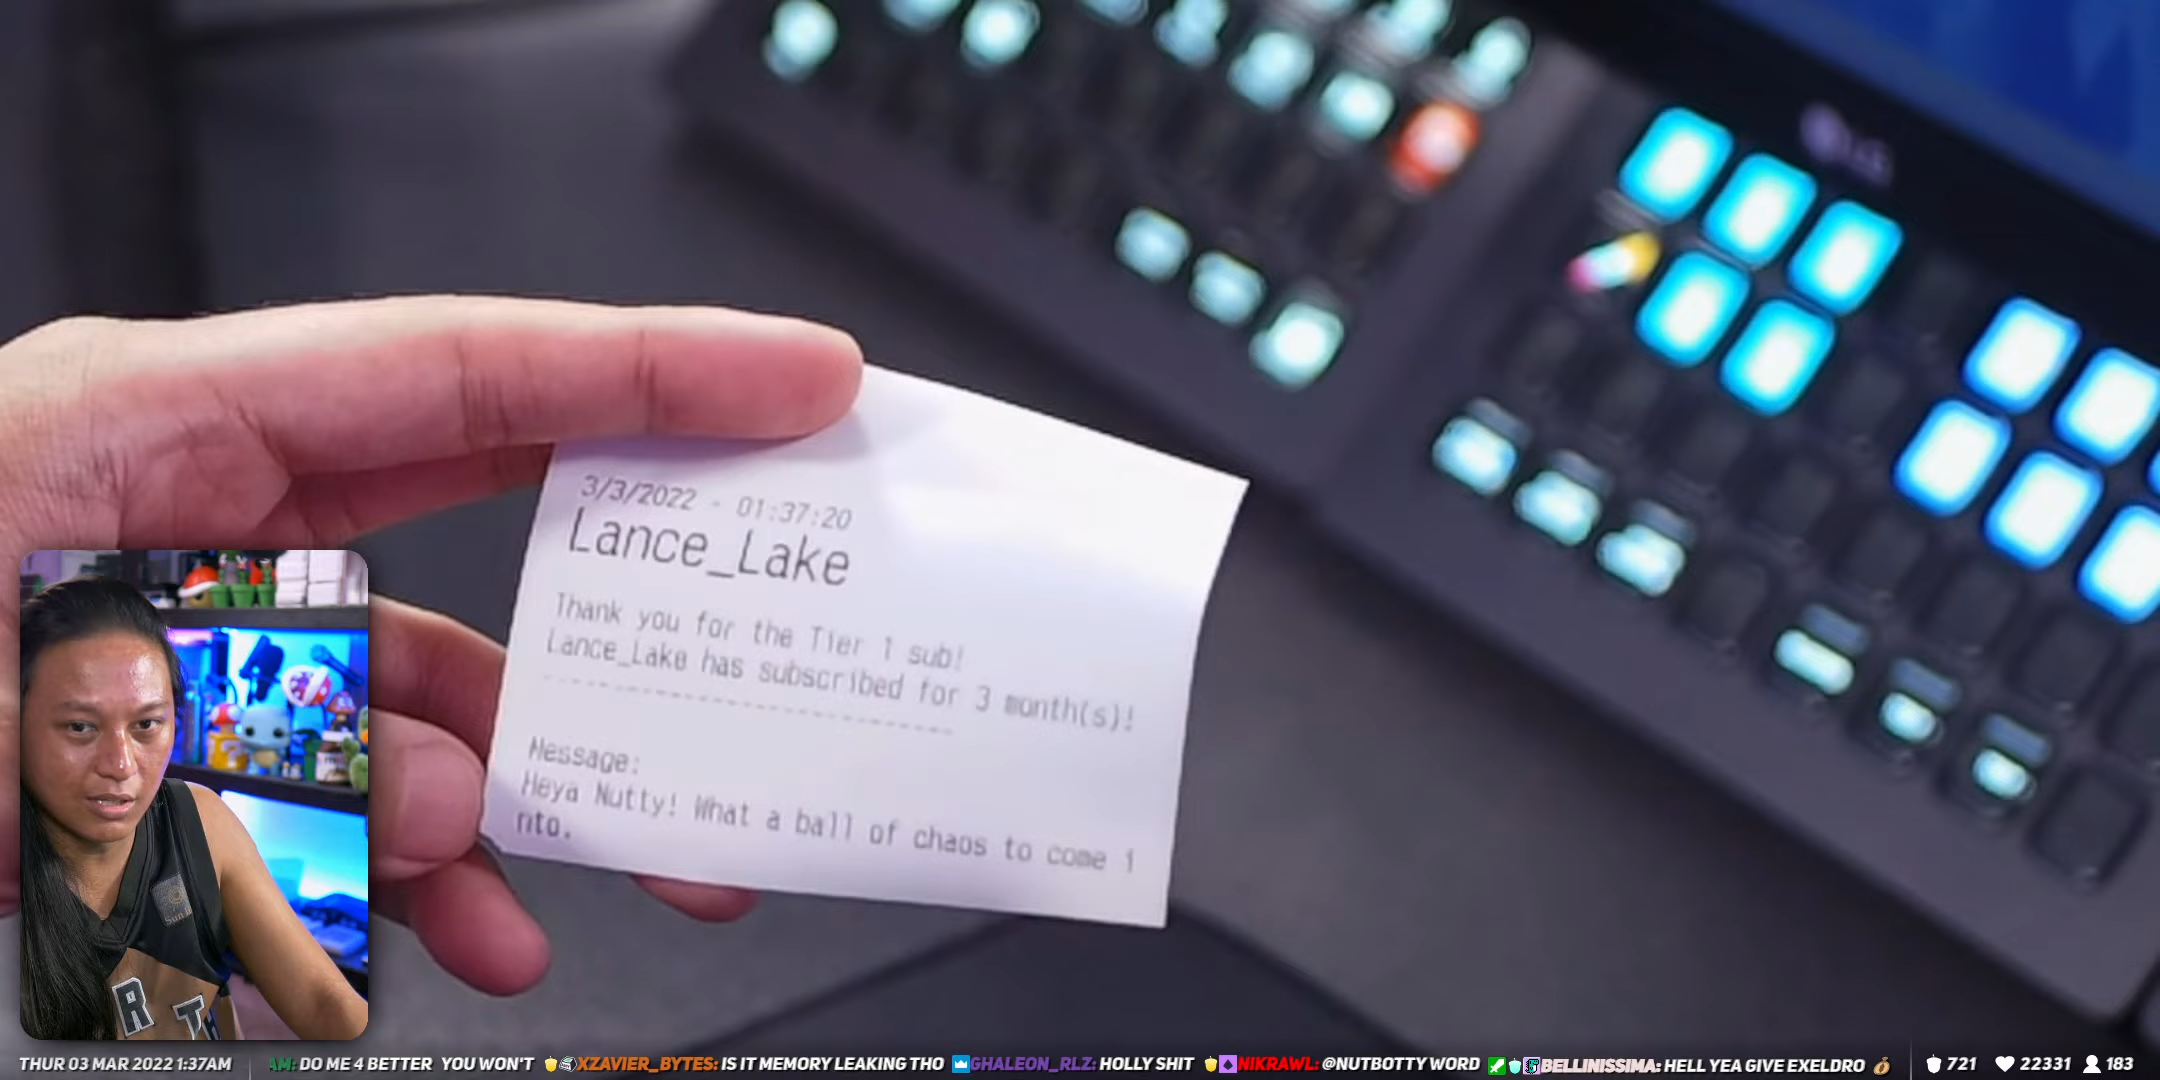 LG
3/3/2022 - 01:37:20
Lance_Lake
Thank you for the Tier 1 sub!
Lance_Lake has subscribed for 3 month(s)!
--------------------------------
Message:
Heya Nutty! What a ball of chaos to come i
nto.
R T
THUR 03 MAR 2022 1:37AM
AM: DO ME 4 BETTER YOU WON'T XZAVIER_BYTES: IS IT MEMORY LEAKING THO GHALEON_RLZ: HOLLY SHIT NIKRAWL: @NUTBOTTY WORD BELLINISSIMA: HELL YEA GIVE EXELDRO 721 22331 183